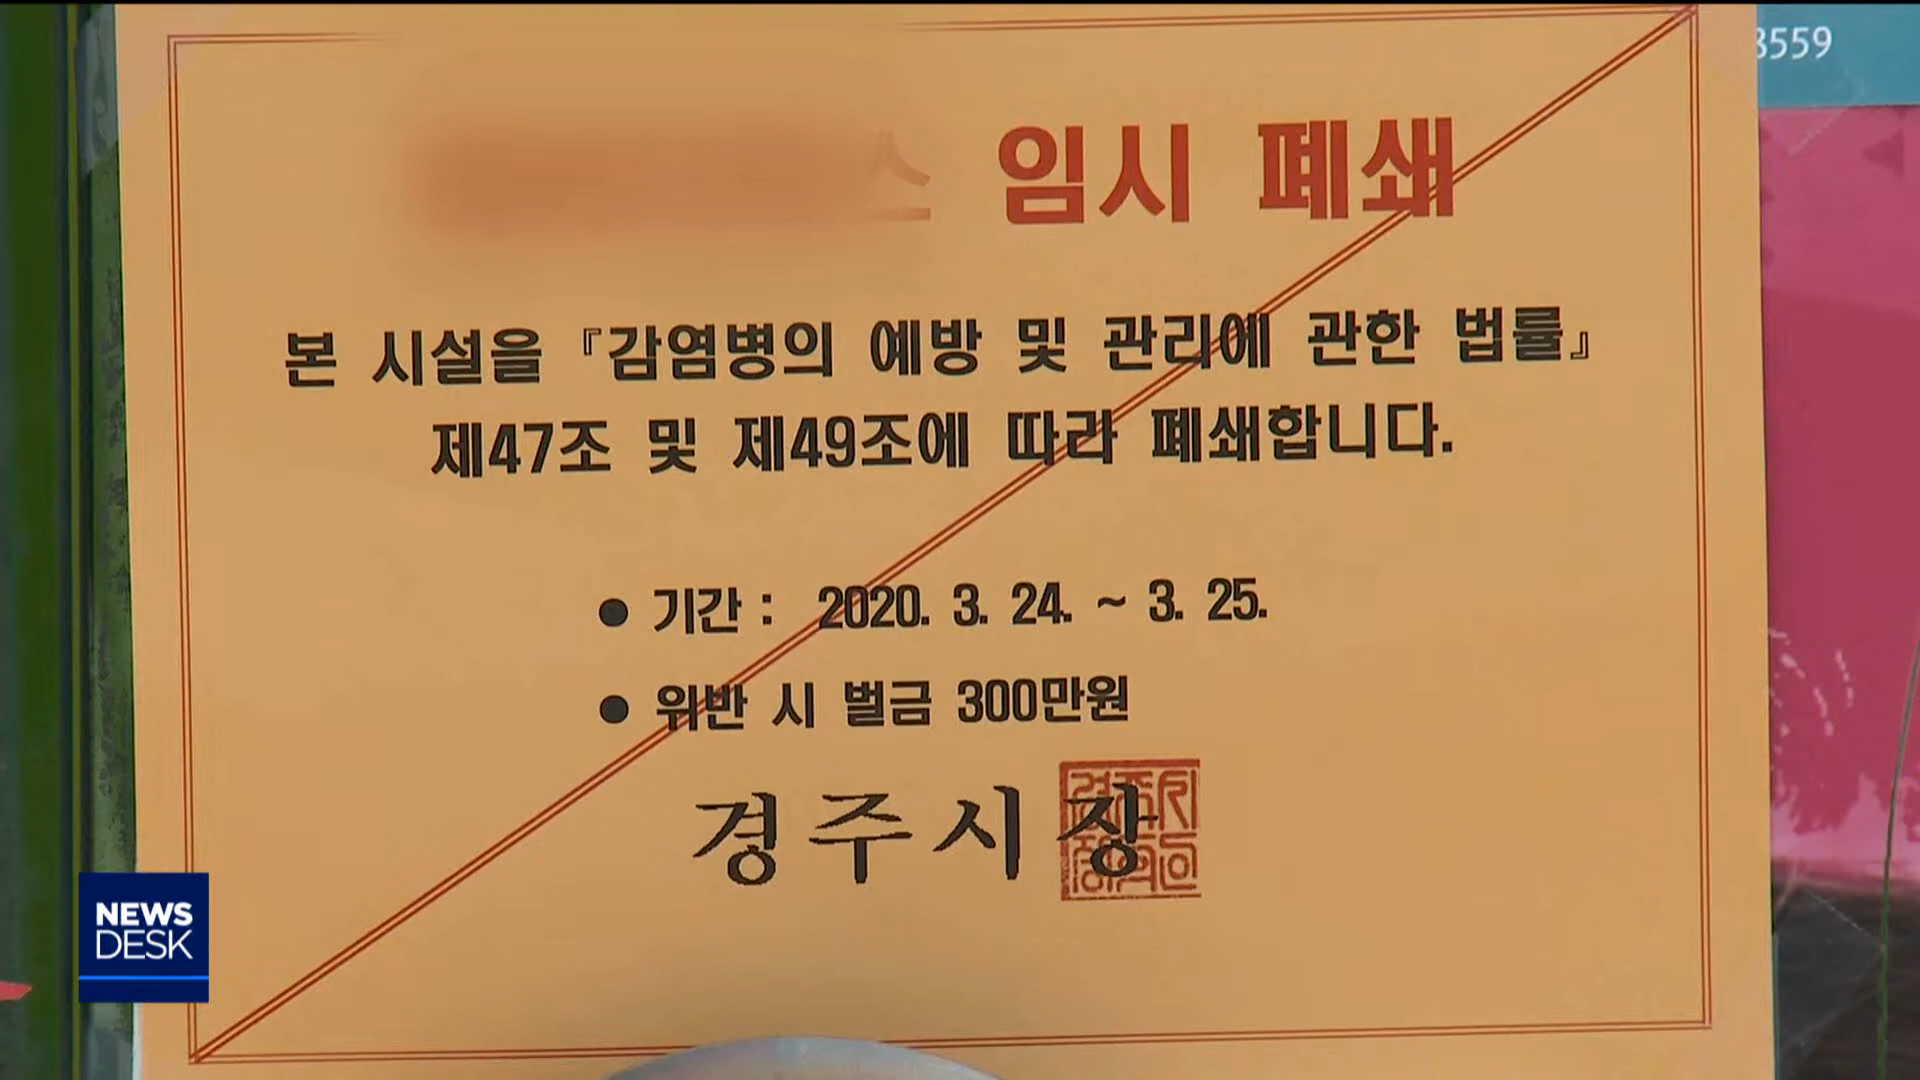 8559
스 임시 폐쇄
본 시설을 『감염병의 예방 및 관리에 관한 법률』
제47조 및 제49조에 따라 폐쇄합니다.
● 기간 : 2020. 3. 24. ~ 3. 25.
● 위반 시 벌금 300만원
경주시장
NEWS
DESK